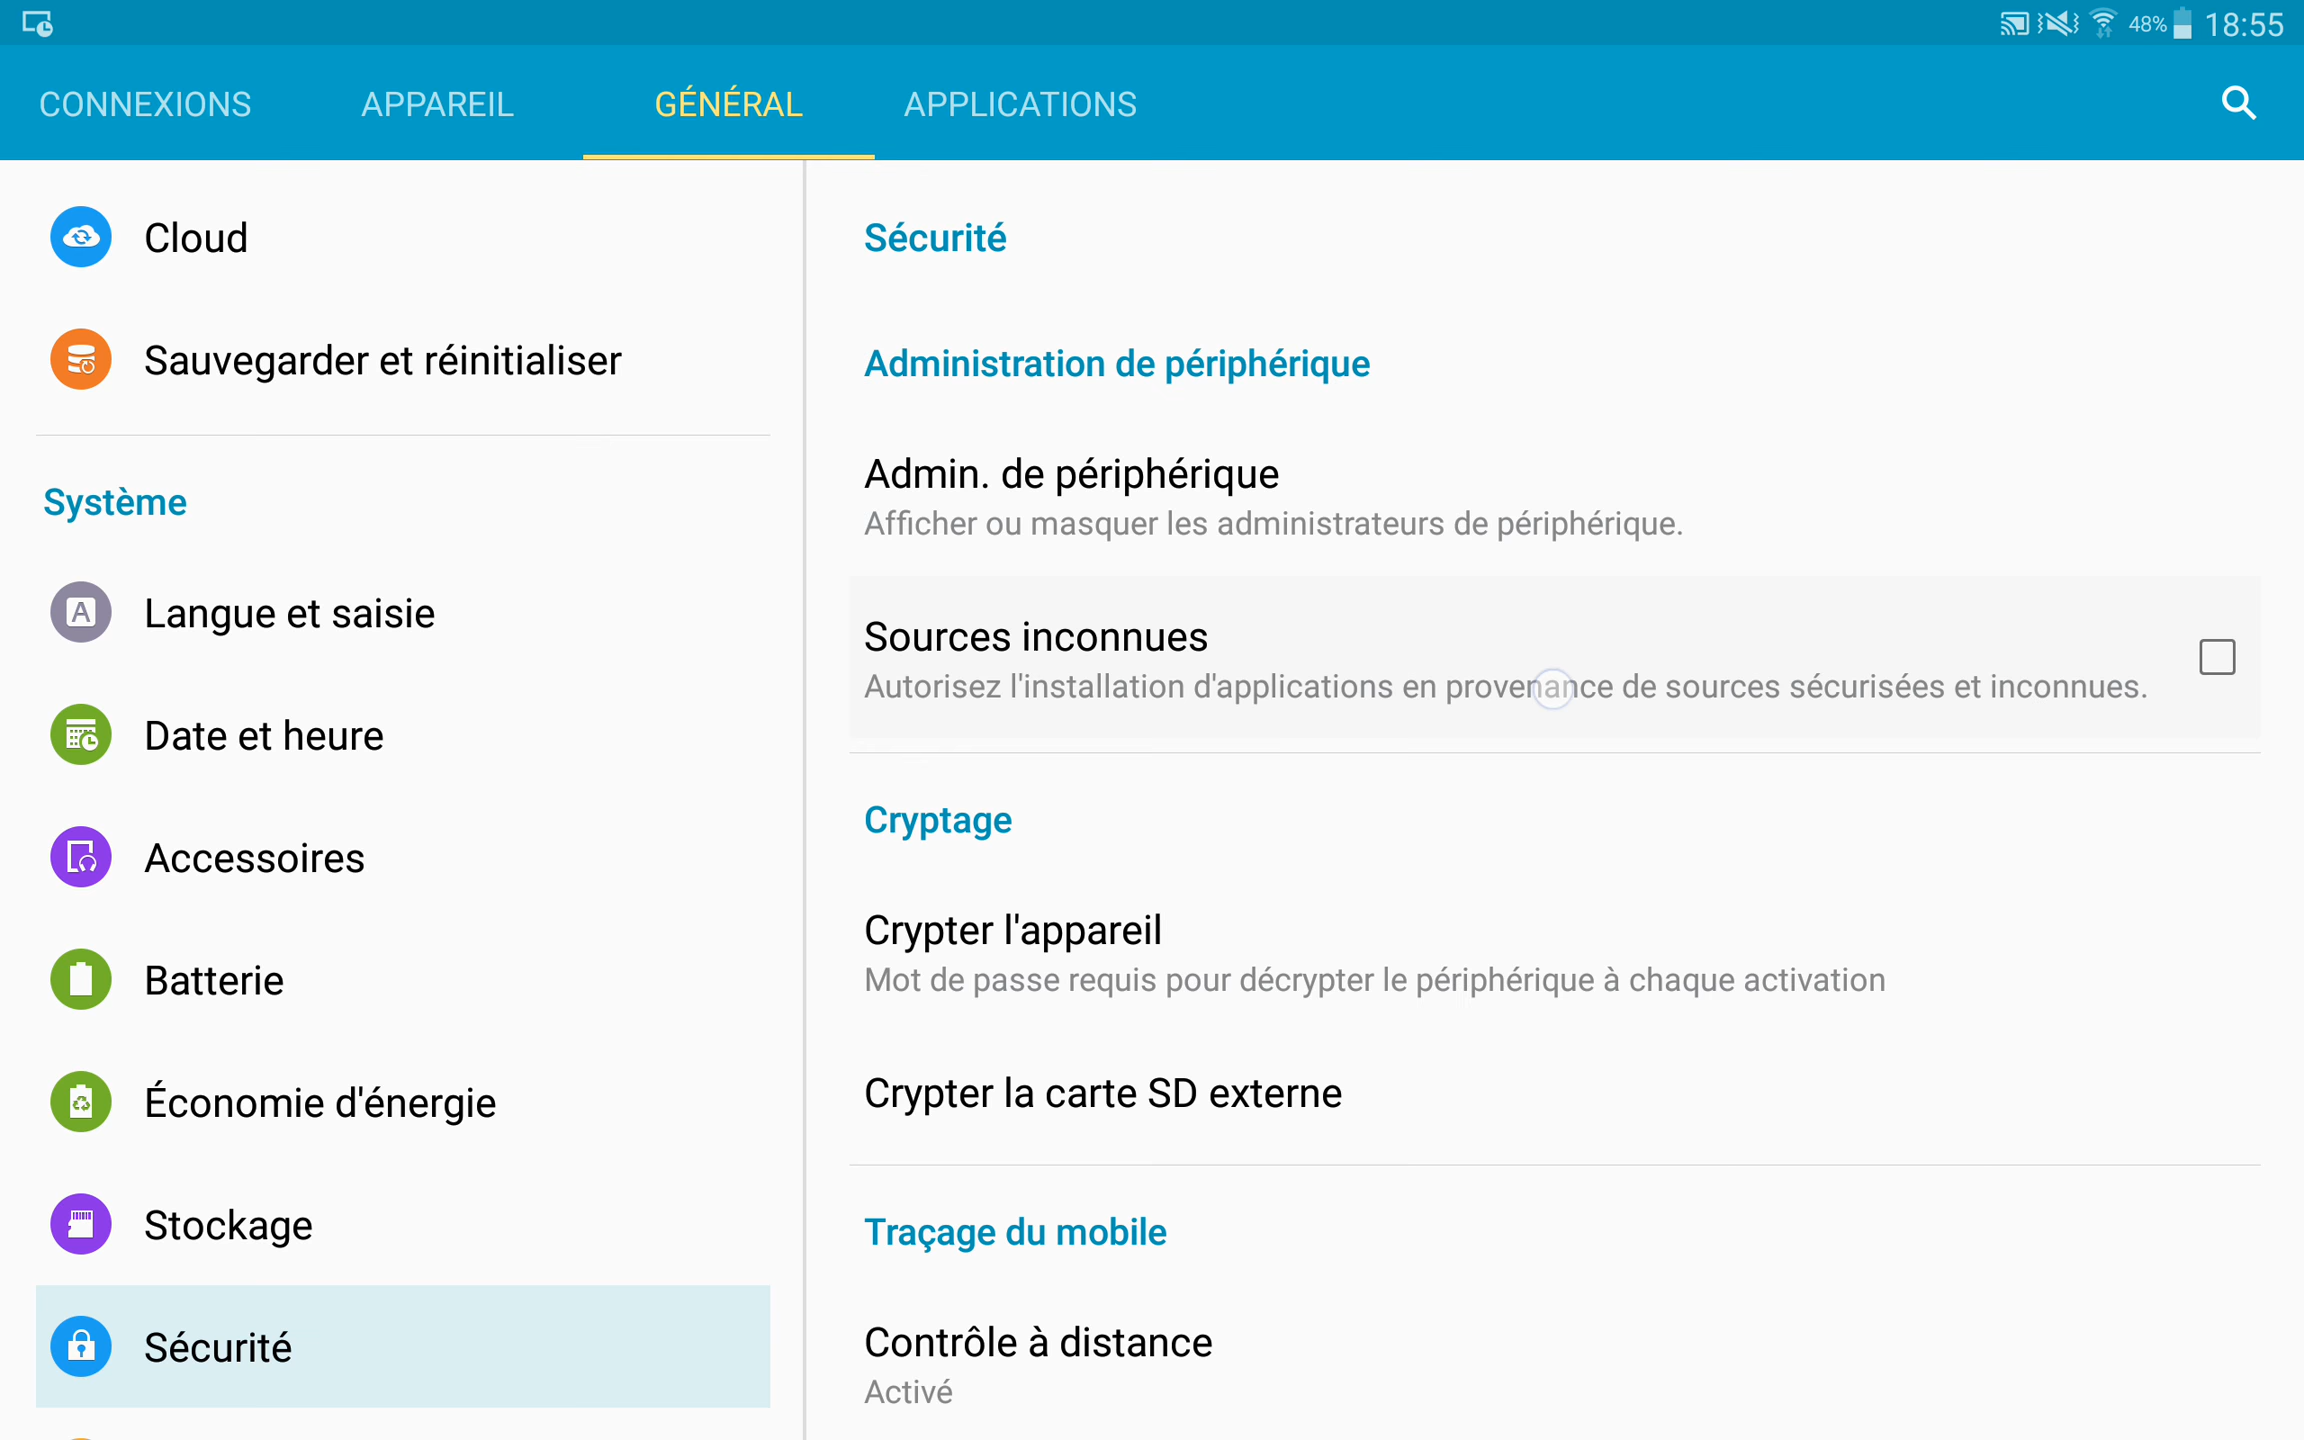 48% 18:55
CONNEXIONS APPAREIL GÉNÉRAL APPLICATIONS
Cloud
Sauvegarder et réinitialiser
Système
Langue et saisie
Date et heure
Accessoires
Batterie
Économie d'énergie
Stockage
Sécurité
Sécurité
Administration de périphérique
Admin. de périphérique
Afficher ou masquer les administrateurs de périphérique.
Sources inconnues
Autorisez l'installation d'applications en provenance de sources sécurisées et inconnues.
Cryptage
Crypter l'appareil
Mot de passe requis pour décrypter le périphérique à chaque activation
Crypter la carte SD externe
Traçage du mobile
Contrôle à distance
Activé